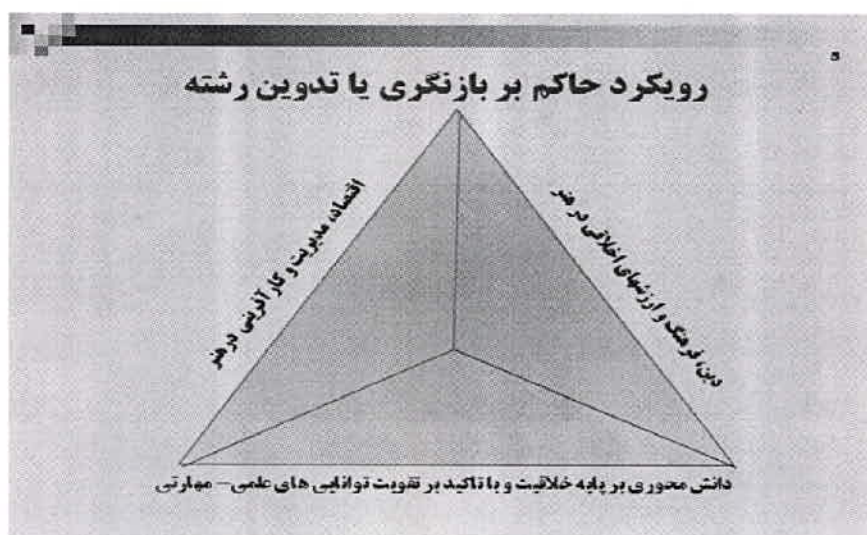 5
رویکرد حاکم بر بازنگری یا تدوین رشته
دین، فرهنگ و ارزشهای اخلاقی در هنر
اقتصاد، مدیریت و کارآفرینی در هنر
دانش محوری بر پایه خلاقیت و با تاکید بر تقویت توانایی های علمی - مهارتی